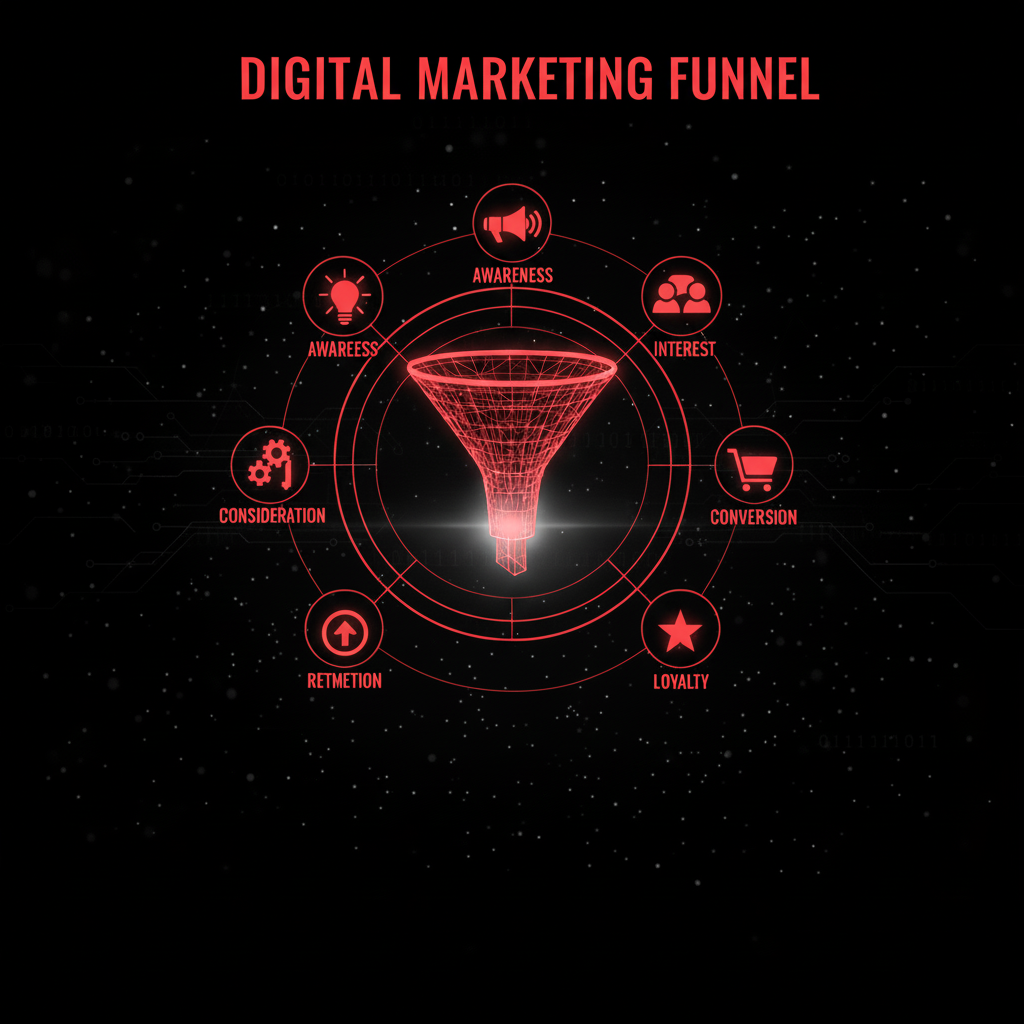 DIGITAL MARKETING FUNNEL
AWARENESS
AWAREESS
INTEREST
CONSIDERATION
CONVERSION
RETMETION
LOYALTY